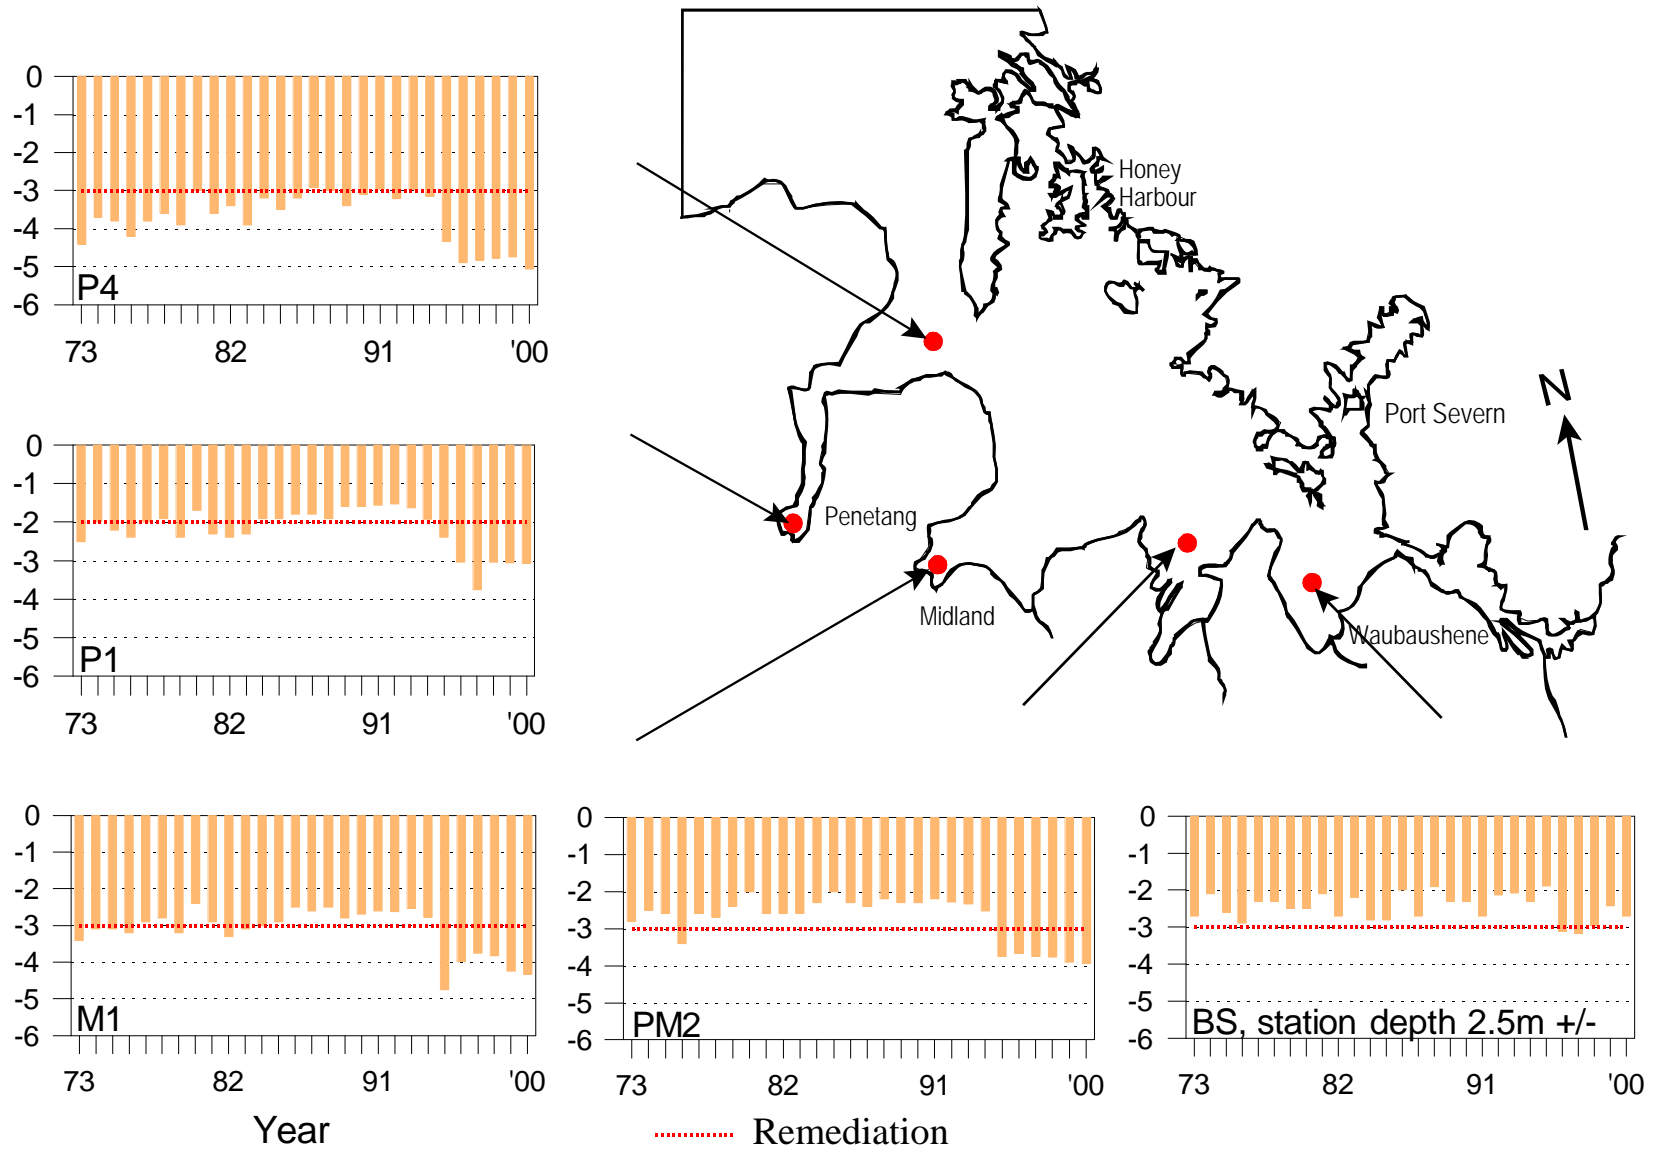 0
-1
-2
-3
-4
-5
-6
P4
73 82 91 '00
0
-1
-2
-3
-4
-5
-6
P1
73 82 91 '00
Honey
Harbour
Port Severn
N
Penetang
Midland
Waubaushene
0
-1
-2
-3
-4
-5
-6
M1
73 82 91 '00
Year
0
-1
-2
-3
-4
-5
-6
PM2
73 82 91 '00
0
-1
-2
-3
-4
-5
-6
BS, station depth 2.5m +/-
73 82 91 '00
Remediation